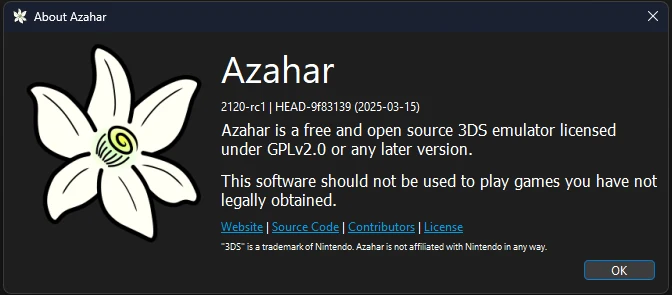 About Azahar
Azahar
2120-rc1 | HEAD-9f83139 (2025-03-15)
Azahar is a free and open source 3DS emulator licensed
under GPLv2.0 or any later version.
This software should not be used to play games you have not
legally obtained.
Website | Source Code | Contributors | License
"3DS" is a trademark of Nintendo. Azahar is not affiliated with Nintendo in any way.
OK